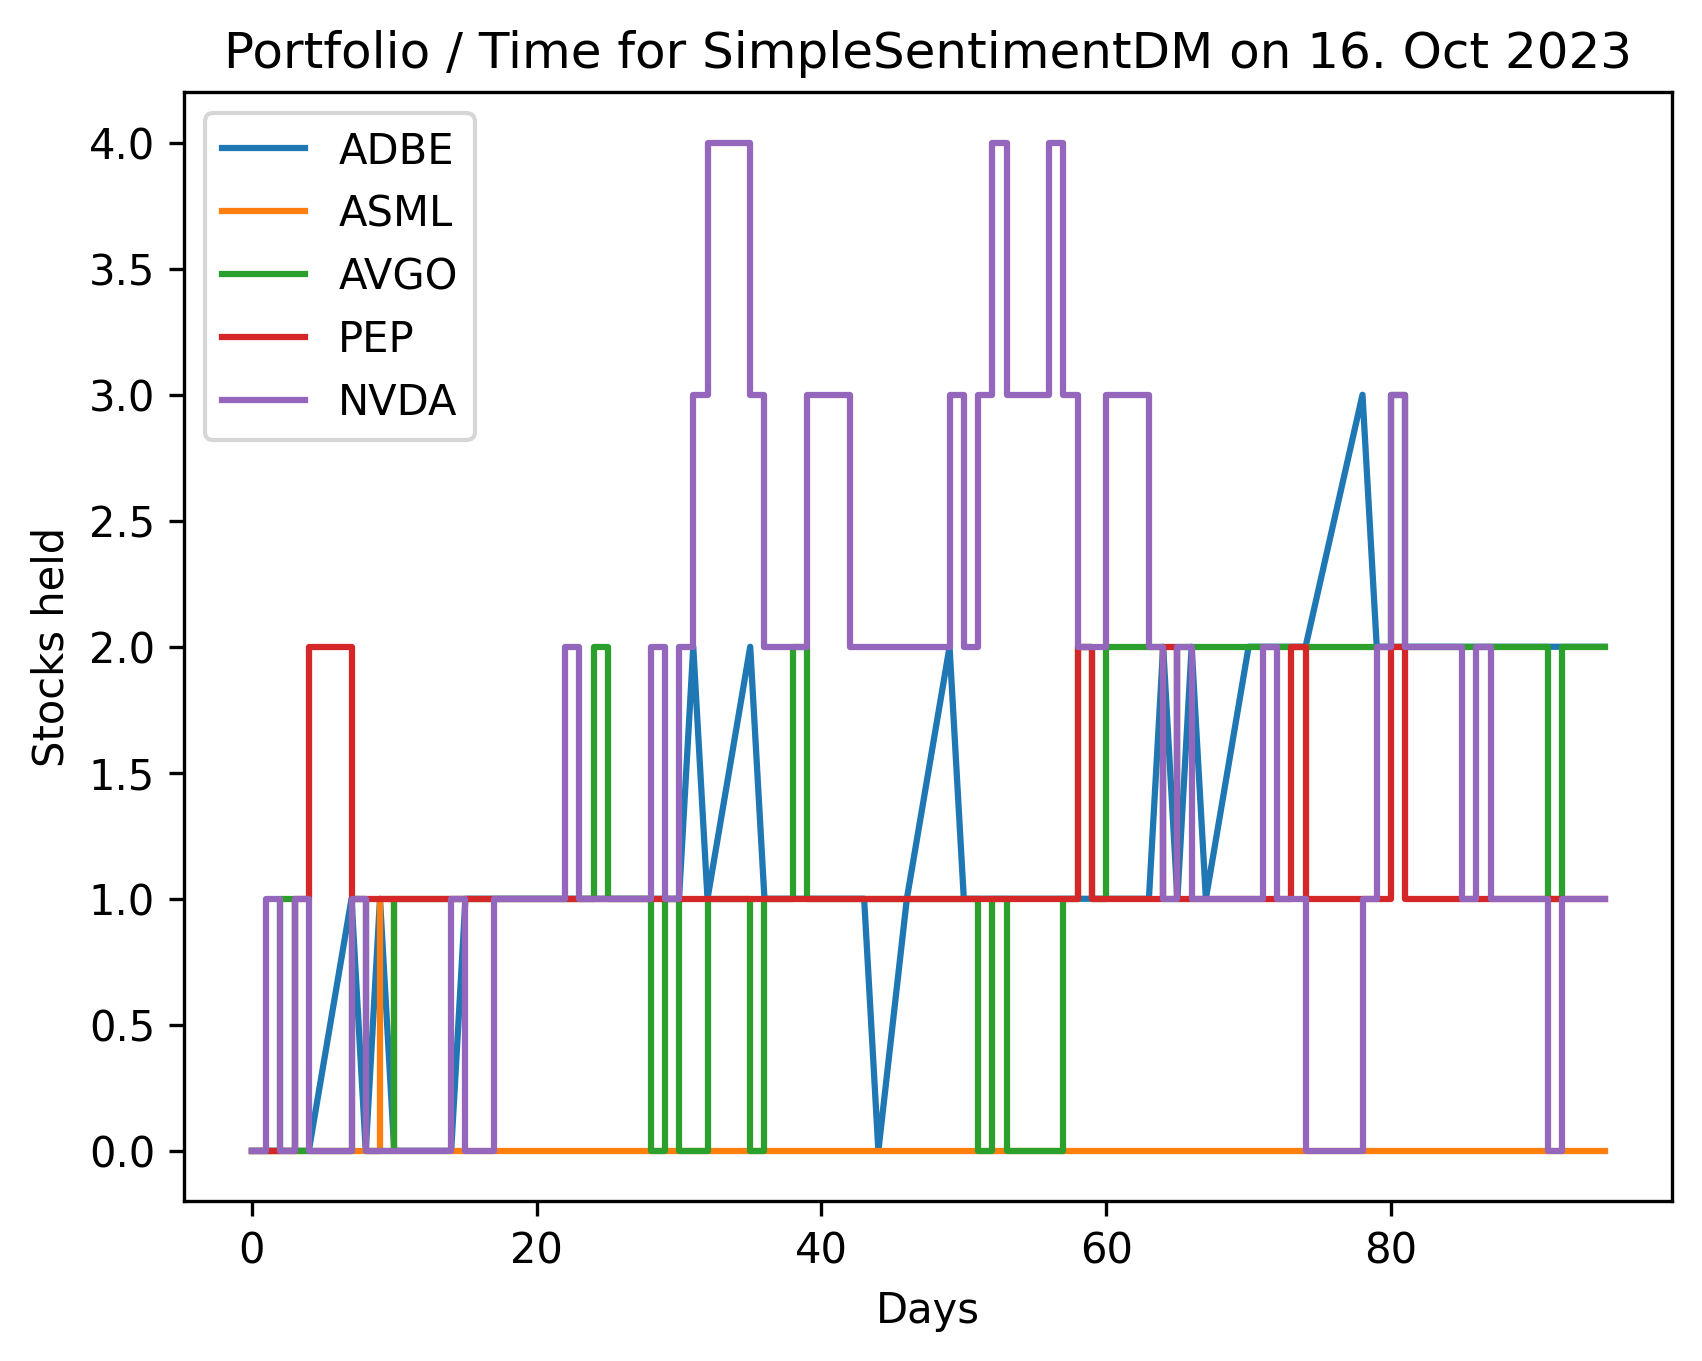 Portfolio / Time for SimpleSentimentDM on 16. Oct 2023
ADBE
ASML
AVGO
PEP
NVDA
4.0
3.5
3.0
2.5
2.0
1.5
1.0
0.5
0.0
Stocks held
0 20 40 60 80
Days